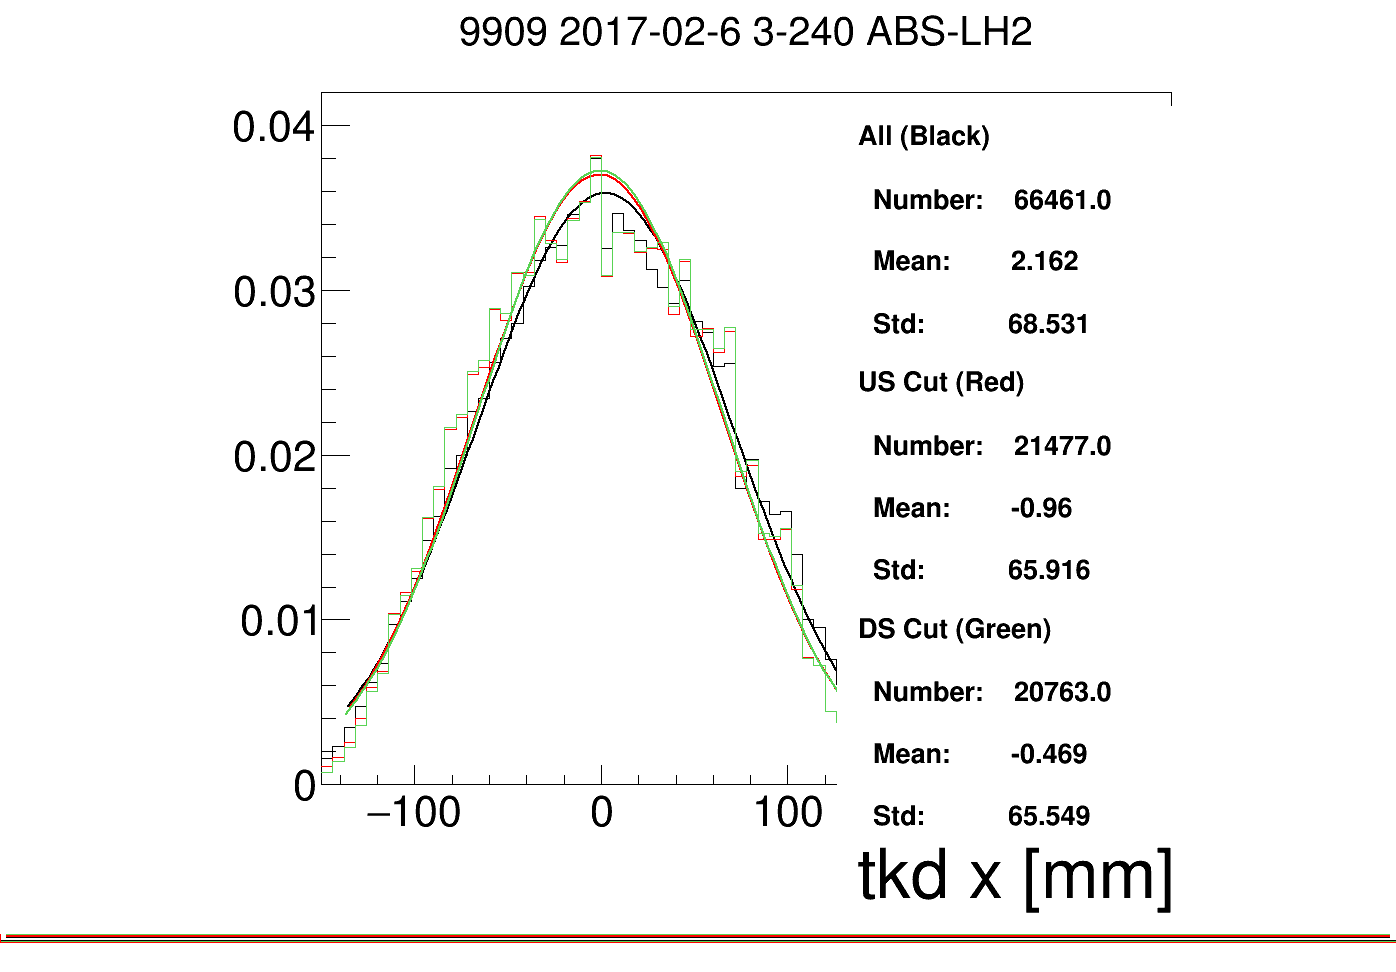 9909 2017-02-6 3-240 ABS-LH2
0.04
0.03
0.02
0.01
0
−100 0 100
All (Black)
Number: 66461.0
Mean: 2.162
Std: 68.531
US Cut (Red)
Number: 21477.0
Mean: -0.96
Std: 65.916
DS Cut (Green)
Number: 20763.0
Mean: -0.469
Std: 65.549
tkd x [mm]